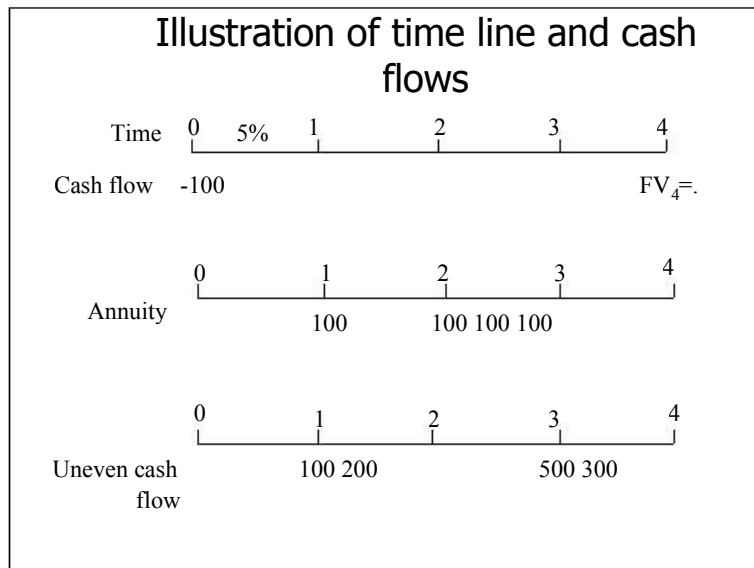 Illustration of time line and cash
flows
Time 0 5% 1 2 3 4
Cash flow -100 FV₄=.
0 1 2 3 4
Annuity
100 100 100 100
0 1 2 3 4
Uneven cash 100 200 500 300
flow